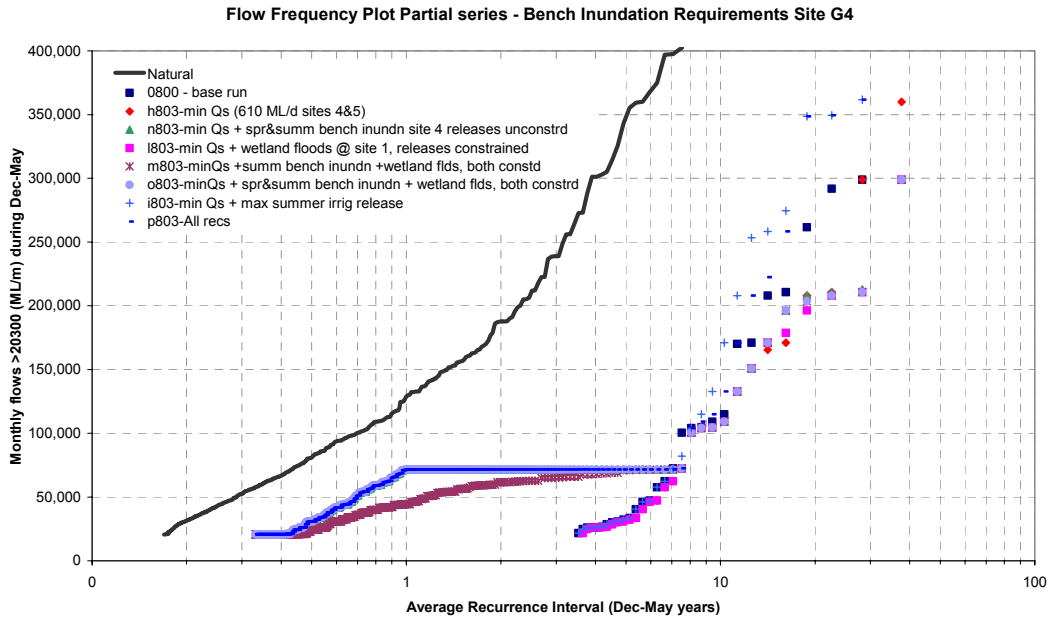 Flow Frequency Plot Partial series - Bench Inundation Requirements Site G4
400,000
350,000
300,000
250,000
200,000
150,000
100,000
50,000
0
Monthly flows >20300 (ML/m) during Dec-May
Natural
0800 - base run
h803-min Qs (610 ML/d sites 4&5)
n803-min Qs + spr&summ bench inundn site 4 releases unconstrd
l803-min Qs + wetland floods @ site 1, releases constrained
m803-minQs +summ bench inundn +wetland flds, both constd
o803-minQs + spr&summ bench inundn + wetland flds, both constrd
i803-min Qs + max summer irrig release
p803-All recs
0 1 10 100
Average Recurrence Interval (Dec-May years)